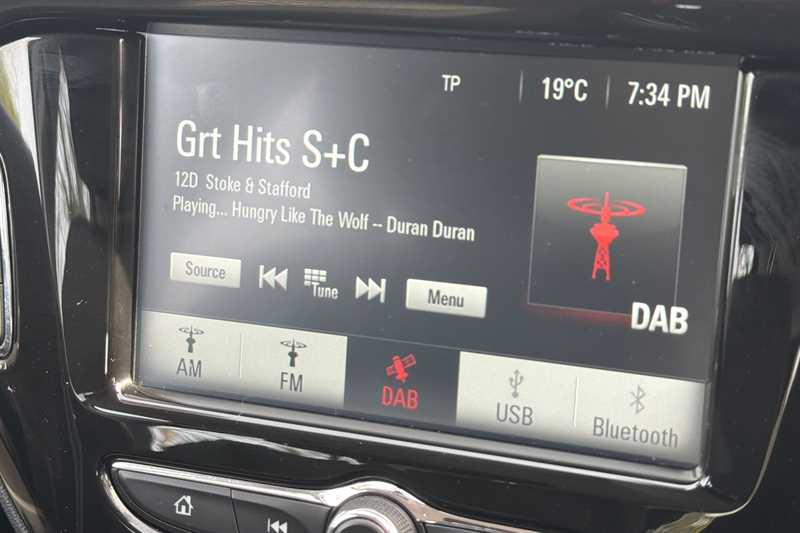 TP 19°C 7:34 PM
Grt Hits S+C
12D Stoke & Stafford
Playing... Hungry Like The Wolf -- Duran Duran
Source Tune Menu
DAB
AM FM DAB USB Bluetooth